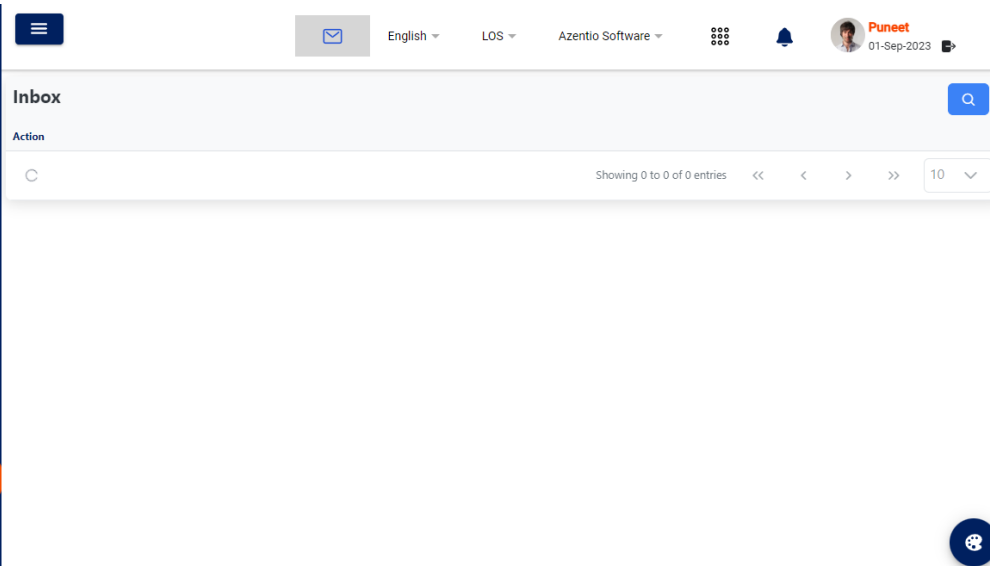 English LOS Azentio Software Puneet
01-Sep-2023
Inbox
Action
Showing 0 to 0 of 0 entries 10